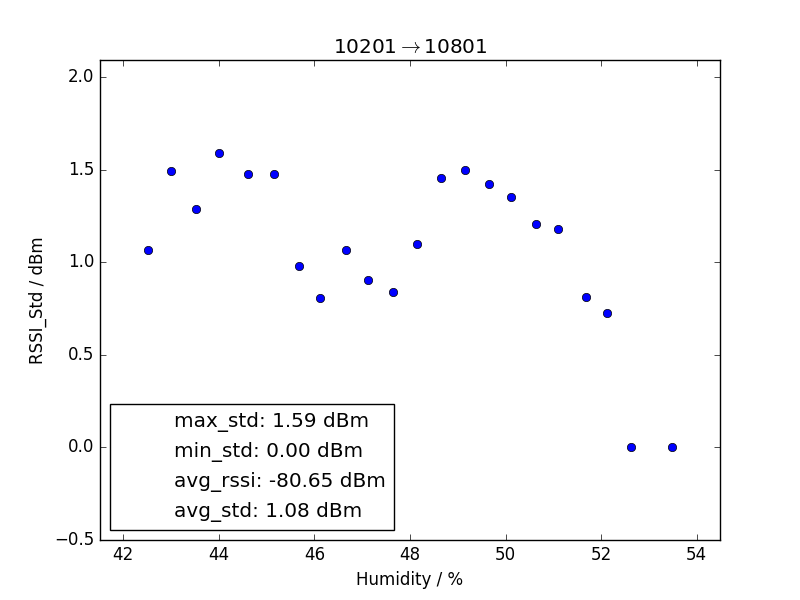 10201→10801
2.0
1.5
1.0
0.5
0.0
−0.5
RSSI_Std / dBm
max_std: 1.59 dBm
min_std: 0.00 dBm
avg_rssi: -80.65 dBm
avg_std: 1.08 dBm
42 44 46 48 50 52 54
Humidity / %